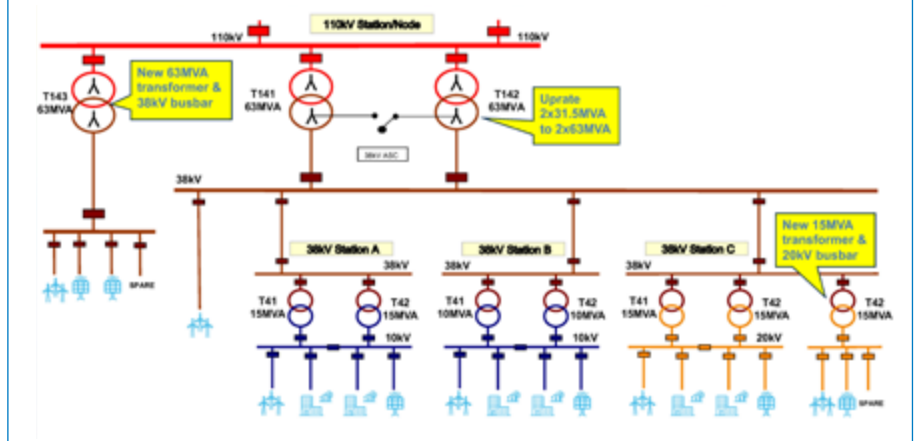 110kV Station/Node
110kV
110kV
New 63MVA
transformer &
38kV busbar
T143
63MVA
T141
63MVA
T142
63MVA
Uprate
2x31.5MVA
to 2x63MVA
38kV ASC
38kV
New 15MVA
transformer &
20kV busbar
38kV Station A
38kV Station B
38kV Station C
38kV
38kV
38kV
SPARE
T41
15MVA
T42
15MVA
T41
10MVA
T42
10MVA
T41
15MVA
T42
15MVA
T42
15MVA
10kV
10kV
20kV
SPARE